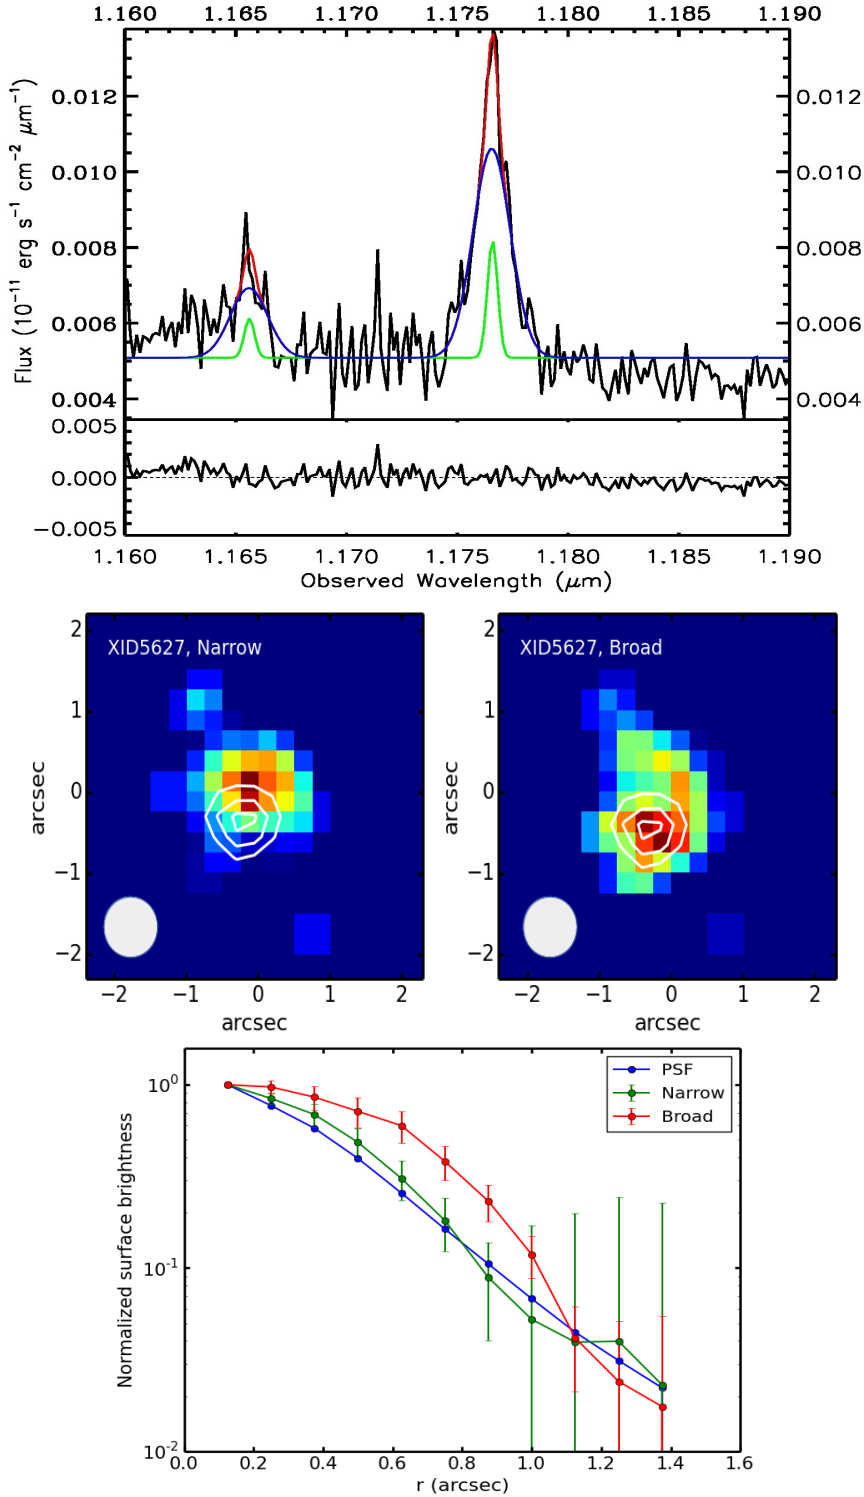 1.160 1.165 1.170 1.175 1.180 1.185 1.190
0.012 0.012
0.010 0.010
0.008 0.008
0.006 0.006
0.004 0.004
Flux (10⁻¹¹ erg s⁻¹ cm⁻² μm⁻¹)
0.005
0.000
−0.005
1.160 1.165 1.170 1.175 1.180 1.185 1.190
Observed Wavelength (μm)
XID5627, Narrow
2
1
0
−1
−2
arcsec
−2 −1 0 1 2
arcsec
XID5627, Broad
2
1
0
−1
−2
arcsec
−2 −1 0 1 2
arcsec
PSF
Narrow
Broad
10⁰
10⁻¹
10⁻²
Normalized surface brightness
0.0 0.2 0.4 0.6 0.8 1.0 1.2 1.4 1.6
r (arcsec)